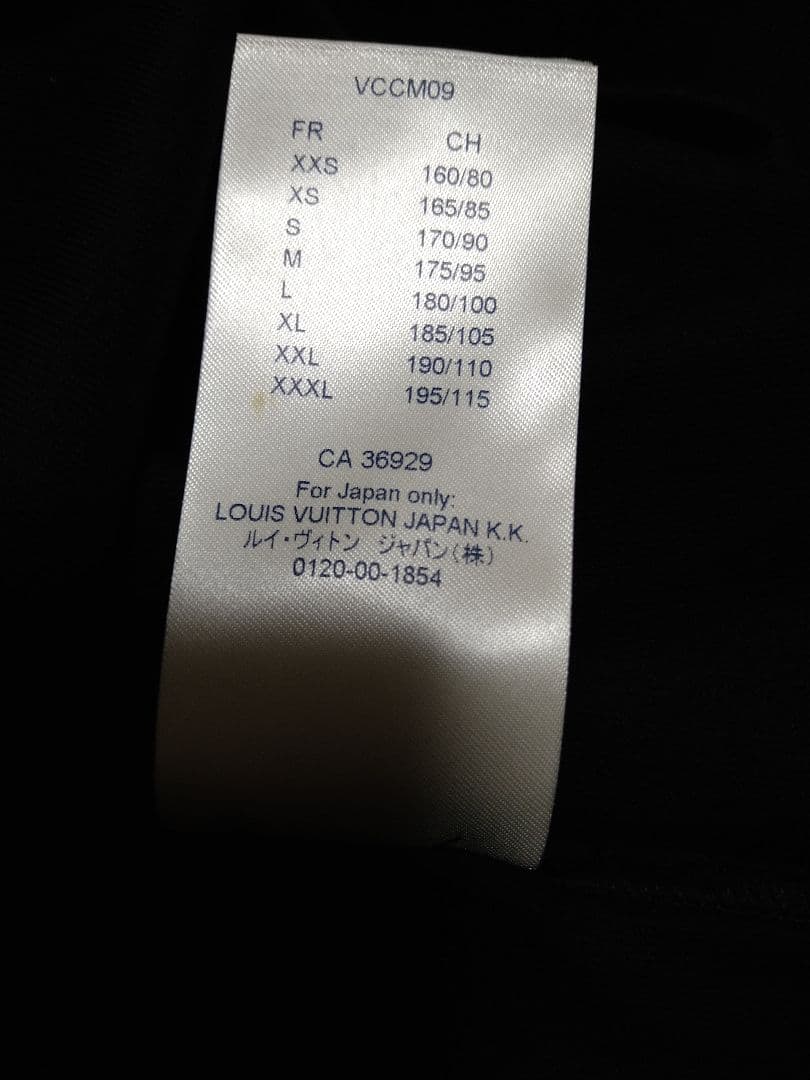 VCCM09
FR CH
XXS 160/80
XS 165/85
S 170/90
M 175/95
L 180/100
XL 185/105
XXL 190/110
XXXL 195/115
CA 36929
For Japan only:
LOUIS VUITTON JAPAN K.K.
ルイ・ヴィトン ジャパン(株)
0120-00-1854